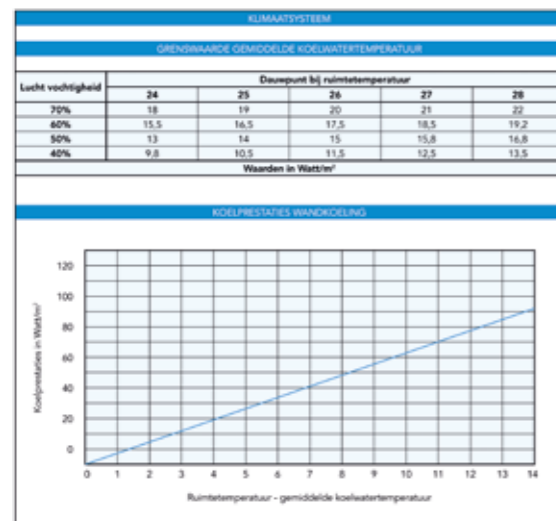 KLIMAATSYSTEEM
GRENSWAARDE GEMIDDELDE KOELWATERTEMPERATUUR
Lucht vochtigheid Dauwpunt bij ruimtetemperatuur
24 25 26 27 28
70% 18 19 20 21 22
60% 15,5 16,5 17,5 18,5 19,2
50% 13 14 15 15,8 16,8
40% 9,8 10,5 11,5 12,5 13,5
Waarden in Watt/m²
KOELPRESTATIES WANDKOELING
Koelprestaties in Watt/m²
120
100
80
60
40
20
0
0 1 2 3 4 5 6 7 8 9 10 11 12 13 14
Ruimtetemperatuur - gemiddelde koelwatertemperatuur